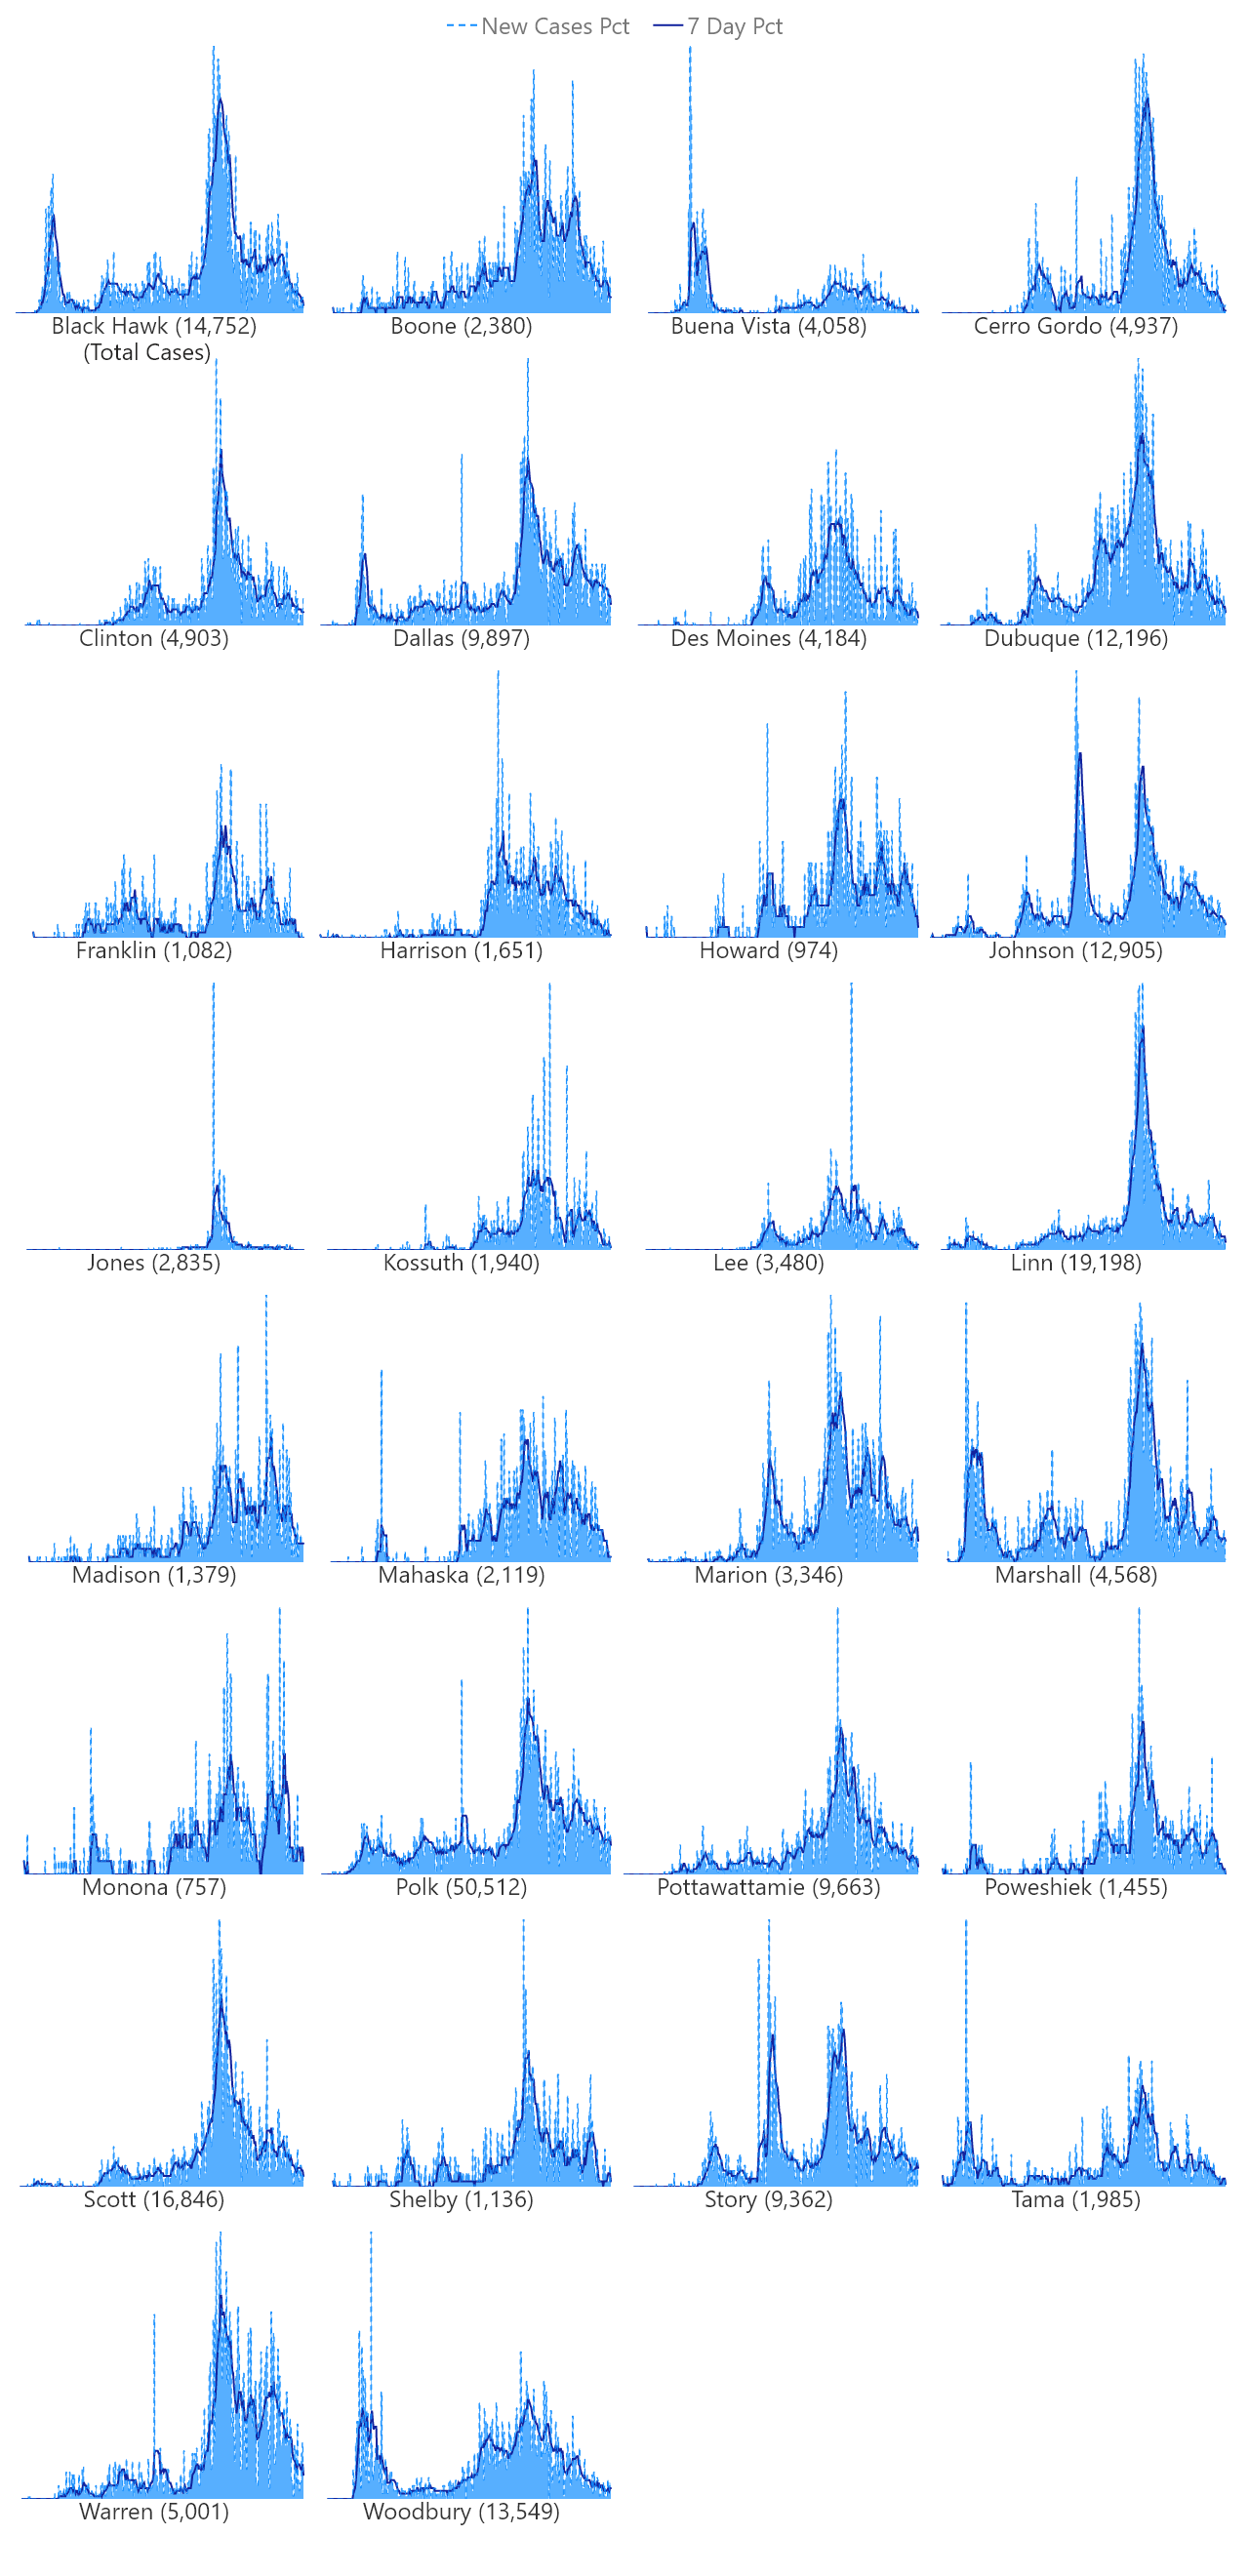 New Cases Pct 7 Day Pct
Black Hawk (14,752) Boone (2,380) Buena Vista (4,058) Cerro Gordo (4,937)
(Total Cases)
Clinton (4,903) Dallas (9,897) Des Moines (4,184) Dubuque (12,196)
Franklin (1,082) Harrison (1,651) Howard (974) Johnson (12,905)
Jones (2,835) Kossuth (1,940) Lee (3,480) Linn (19,198)
Madison (1,379) Mahaska (2,119) Marion (3,346) Marshall (4,568)
Monona (757) Polk (50,512) Pottawattamie (9,663) Poweshiek (1,455)
Scott (16,846) Shelby (1,136) Story (9,362) Tama (1,985)
Warren (5,001) Woodbury (13,549)